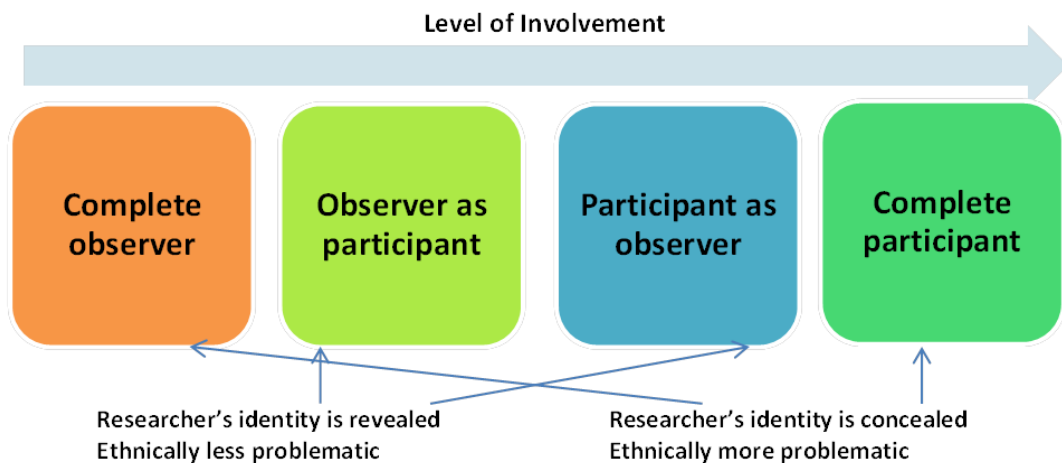 Level of Involvement
Complete
observer
Observer as
participant
Participant as
observer
Complete
participant
Researcher's identity is revealed
Ethnically less problematic
Researcher's identity is concealed
Ethnically more problematic